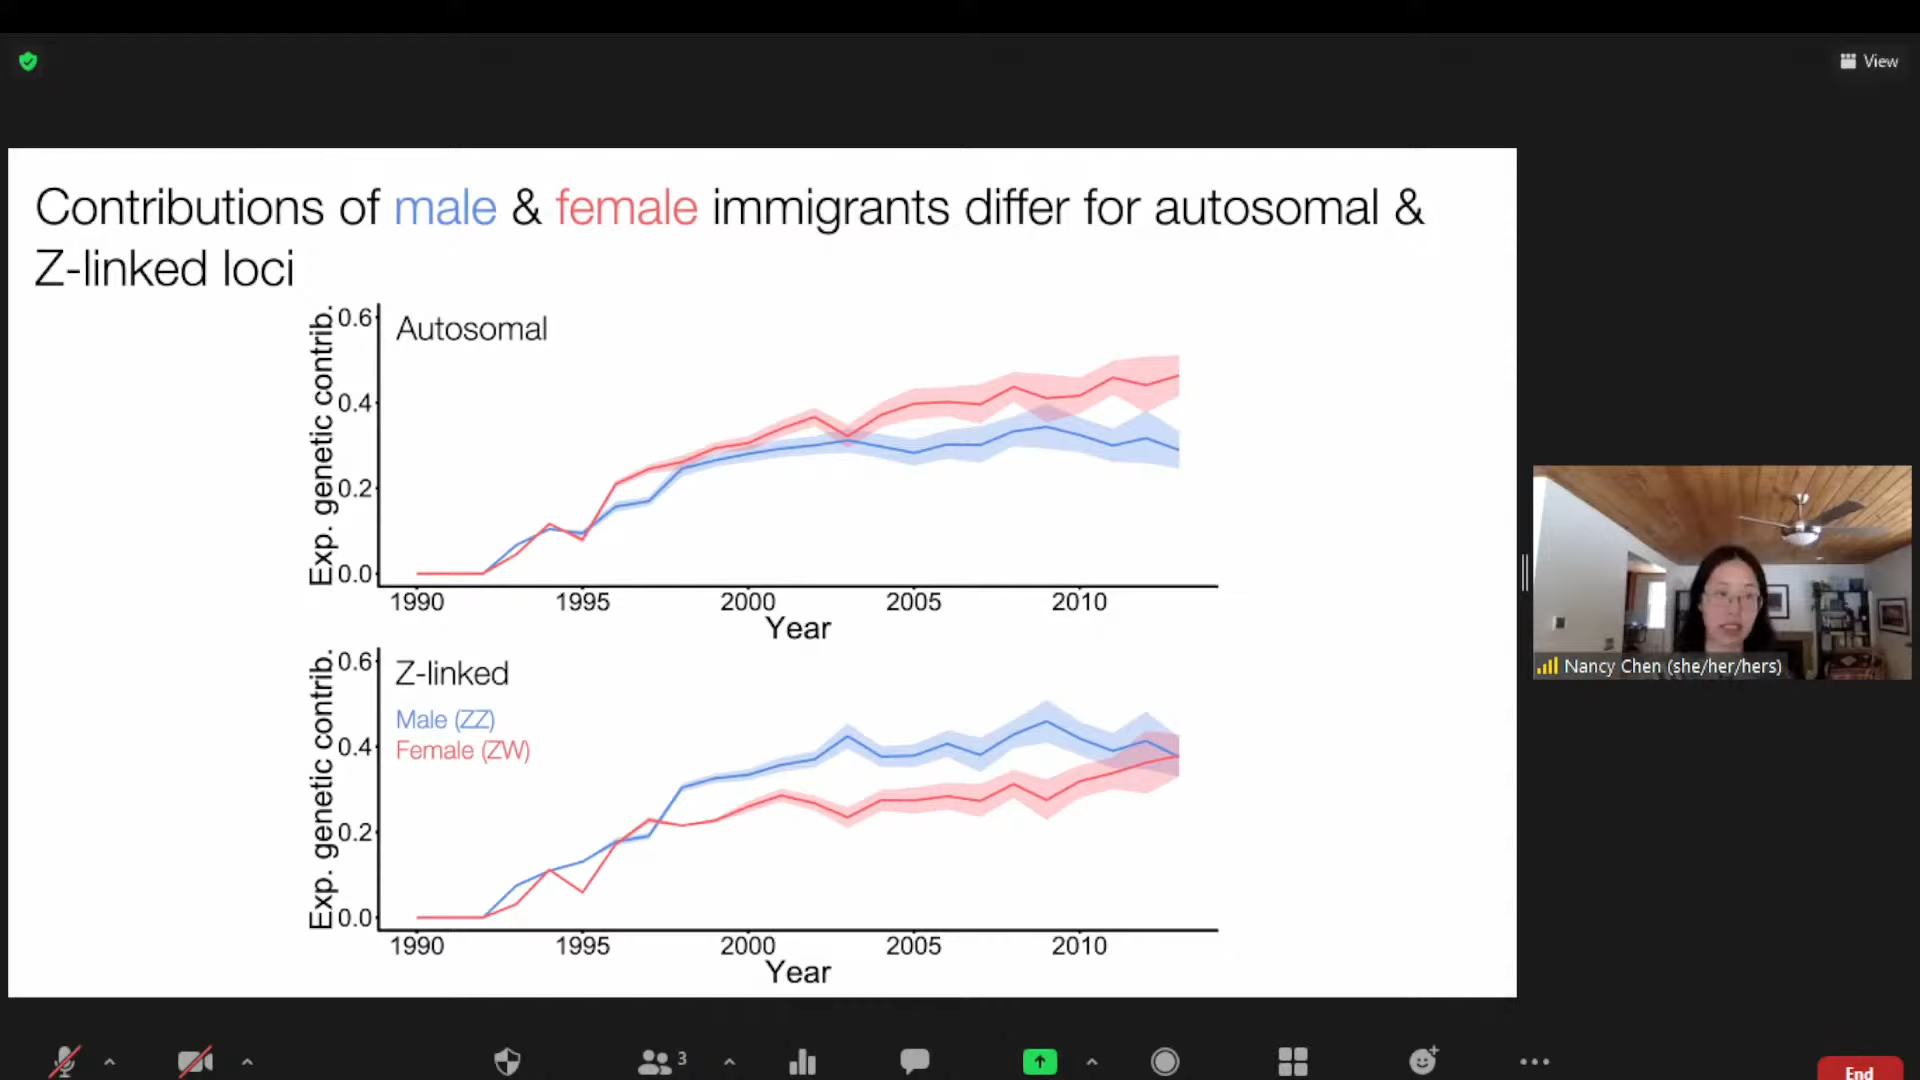 View
Contributions of male & female immigrants differ for autosomal &
Z-linked loci
Exp. genetic contrib.
0.6
0.4
0.2
0.0
Autosomal
1990 1995 2000 2005 2010
Year
Exp. genetic contrib.
0.6
0.4
0.2
0.0
Z-linked
Male (ZZ)
Female (ZW)
1990 1995 2000 2005 2010
Year
Nancy Chen (she/her/hers)
3
End